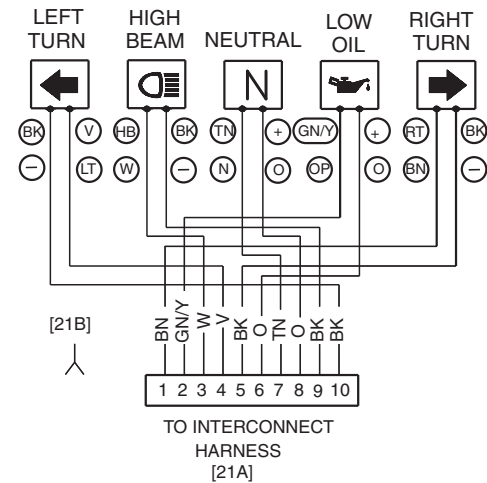 LEFT TURN
HIGH BEAM
NEUTRAL
LOW OIL
RIGHT TURN
N
BK V HB BK TN + GN/Y + RT BK
− LT W − N O OP O BN −
[21B]
BN GN/Y W V BK O TN O BK BK
1 2 3 4 5 6 7 8 9 10
TO INTERCONNECT
HARNESS
[21A]